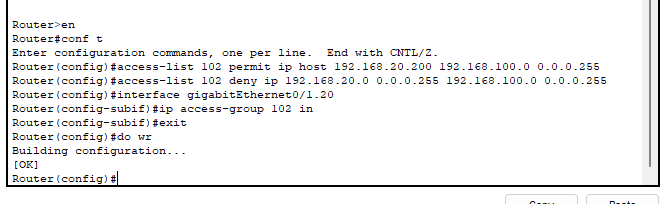 Router>en
Router#conf t
Enter configuration commands, one per line.  End with CNTL/Z.
Router(config)#access-list 102 permit ip host 192.168.20.200 192.168.100.0 0.0.0.255
Router(config)#access-list 102 deny ip 192.168.20.0 0.0.0.255 192.168.100.0 0.0.0.255
Router(config)#interface gigabitEthernet0/1.20
Router(config-subif)#ip access-group 102 in
Router(config-subif)#exit
Router(config)#do wr
Building configuration...
[OK]
Router(config)#
Copy Paste